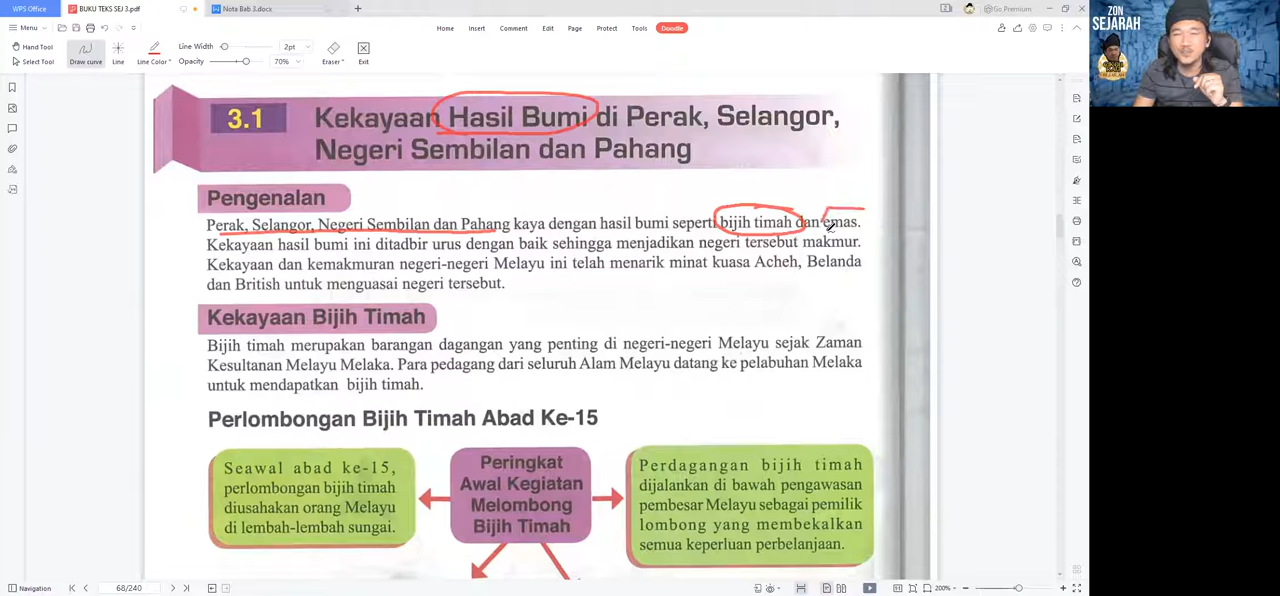 WPS Office
BUKU TEKS SEJ 3.pdf
Nota Bab 3.docx
Go Premium
Menu
Home Insert Comment Edit Page Protect Tools Doodle
Hand Tool
Select Tool
Draw curve
Line
Line Color
Line Width 2pt
Opacity 70%
Eraser
Exit
ZON
SEJARAH
3.1 Kekayaan Hasil Bumi di Perak, Selangor,
Negeri Sembilan dan Pahang
Pengenalan
Perak, Selangor, Negeri Sembilan dan Pahang kaya dengan hasil bumi seperti bijih timah dan emas.
Kekayaan hasil bumi ini ditadbir urus dengan baik sehingga menjadikan negeri tersebut makmur.
Kekayaan dan kemakmuran negeri-negeri Melayu ini telah menarik minat kuasa Acheh, Belanda
dan British untuk menguasai negeri tersebut.
Kekayaan Bijih Timah
Bijih timah merupakan barangan dagangan yang penting di negeri-negeri Melayu sejak Zaman
Kesultanan Melayu Melaka. Para pedagang dari seluruh Alam Melayu datang ke pelabuhan Melaka
untuk mendapatkan bijih timah.
Perlombongan Bijih Timah Abad Ke-15
Seawal abad ke-15,
perlombongan bijih timah
diusahakan orang Melayu
di lembah-lembah sungai.
Peringkat
Awal Kegiatan
Melombong
Bijih Timah
Perdagangan bijih timah
dijalankan di bawah pengawasan
pembesar Melayu sebagai pemilik
lombong yang membekalkan
semua keperluan perbelanjaan.
Navigation
68/240
200%